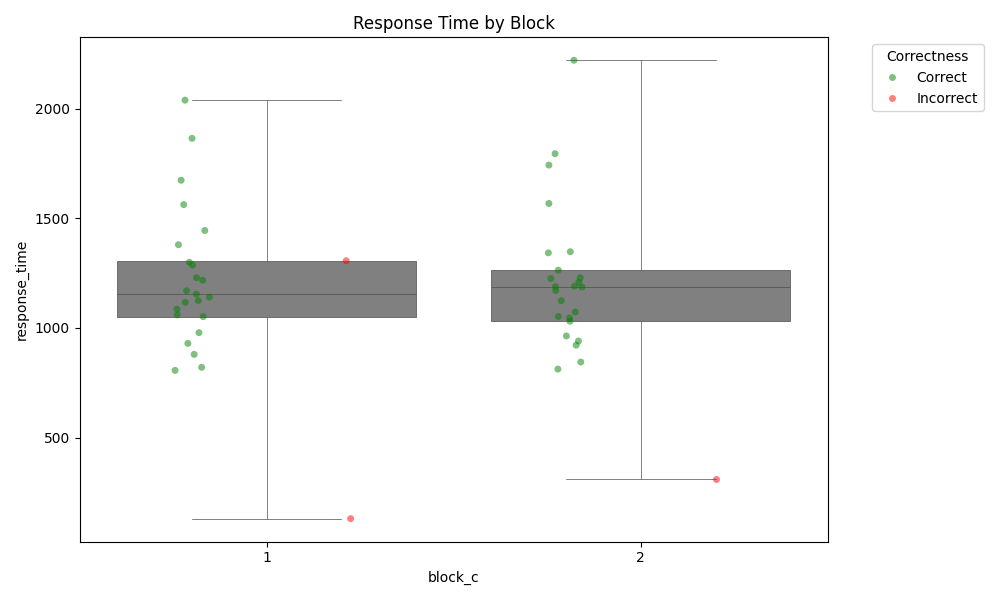 Response Time by Block
Correctness
Correct
Incorrect
response_time
2000
1500
1000
500
1
2
block_c